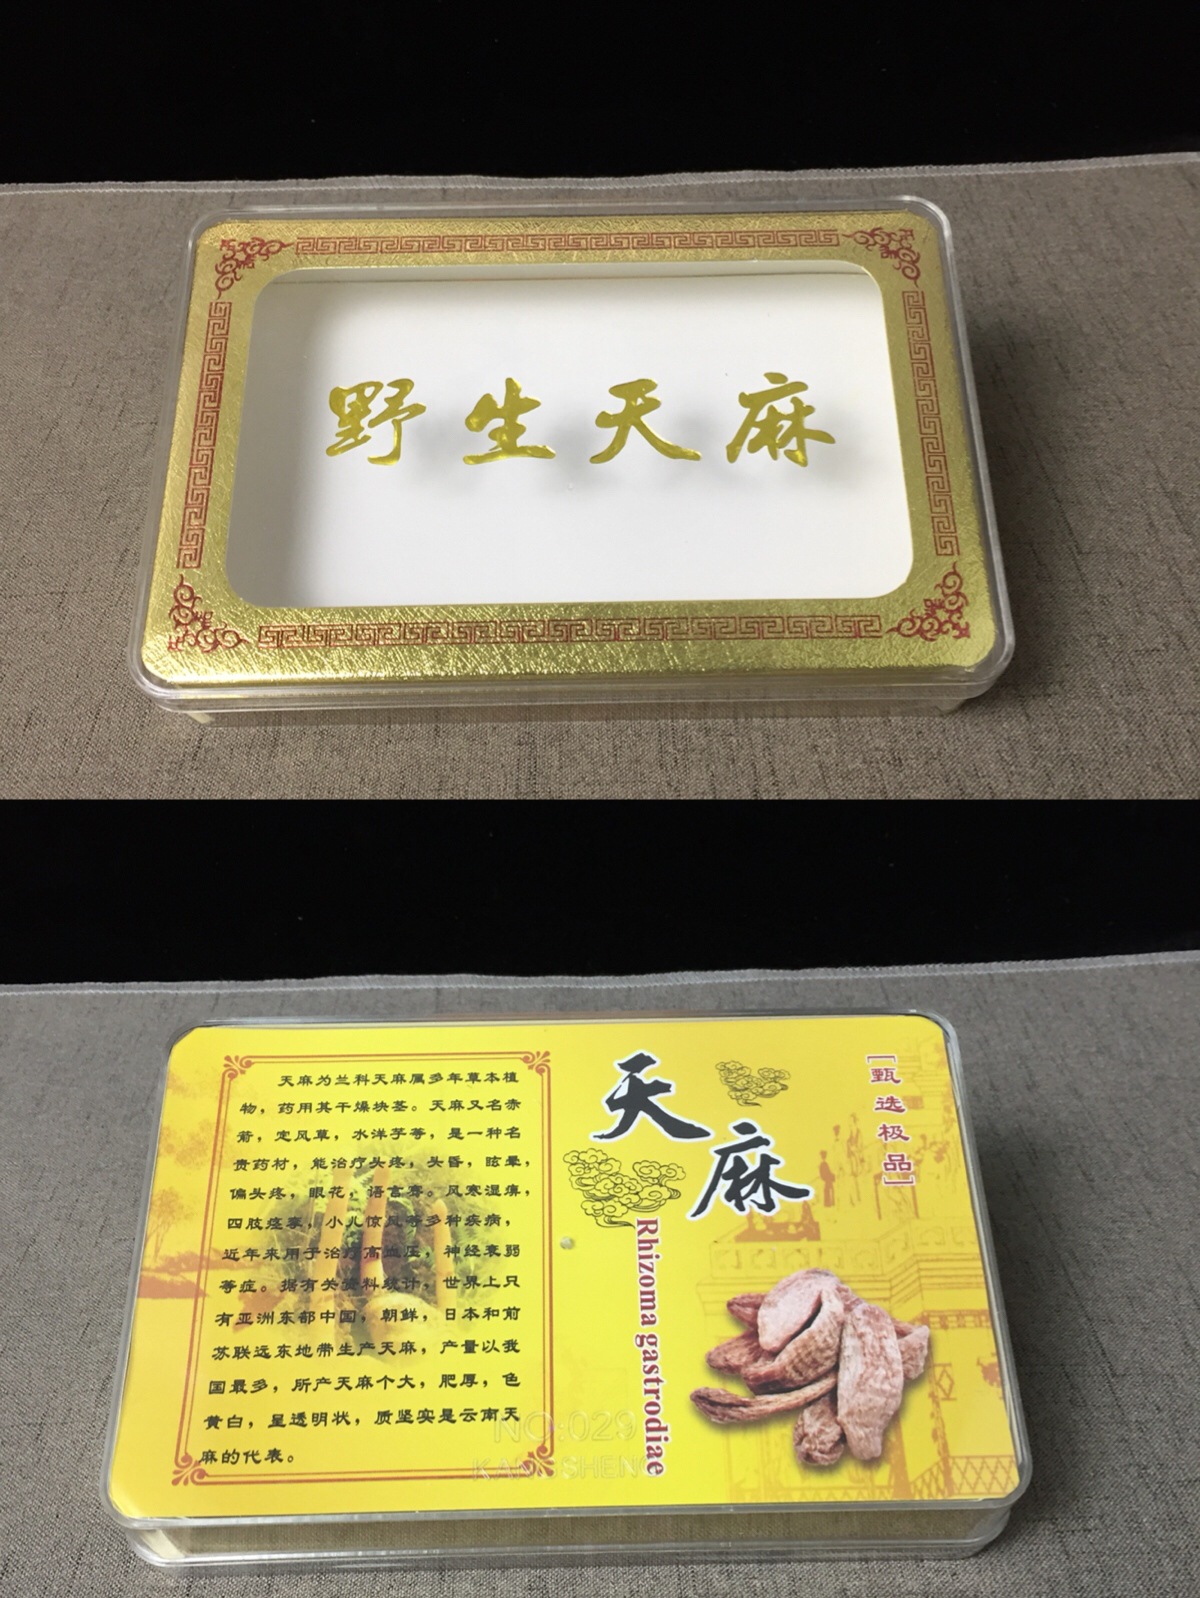 野生天麻
天麻为兰科天麻属多年草本植
物，药用其干燥块茎。天麻又名赤
箭，定风草，水洋芋等，是一种名
贵药材，能治疗头疼，头昏，眩晕，
偏头疼，眼花，语言蹇。风寒湿痹，
四肢痉挛，小儿惊风等多种疾病，
近年来用于治疗高血压，神经衰弱
等症。据有关资料统计，世界上只
有亚洲东部中国，朝鲜，日本和前
苏联远东地带生产天麻，产量以我
国最多，所产天麻个大，肥厚，色
黄白，呈透明状，质坚实是云南天
麻的代表。
天麻
Rhizoma gastrodiae
[甄选极品]
NO:029
KANGSHENG